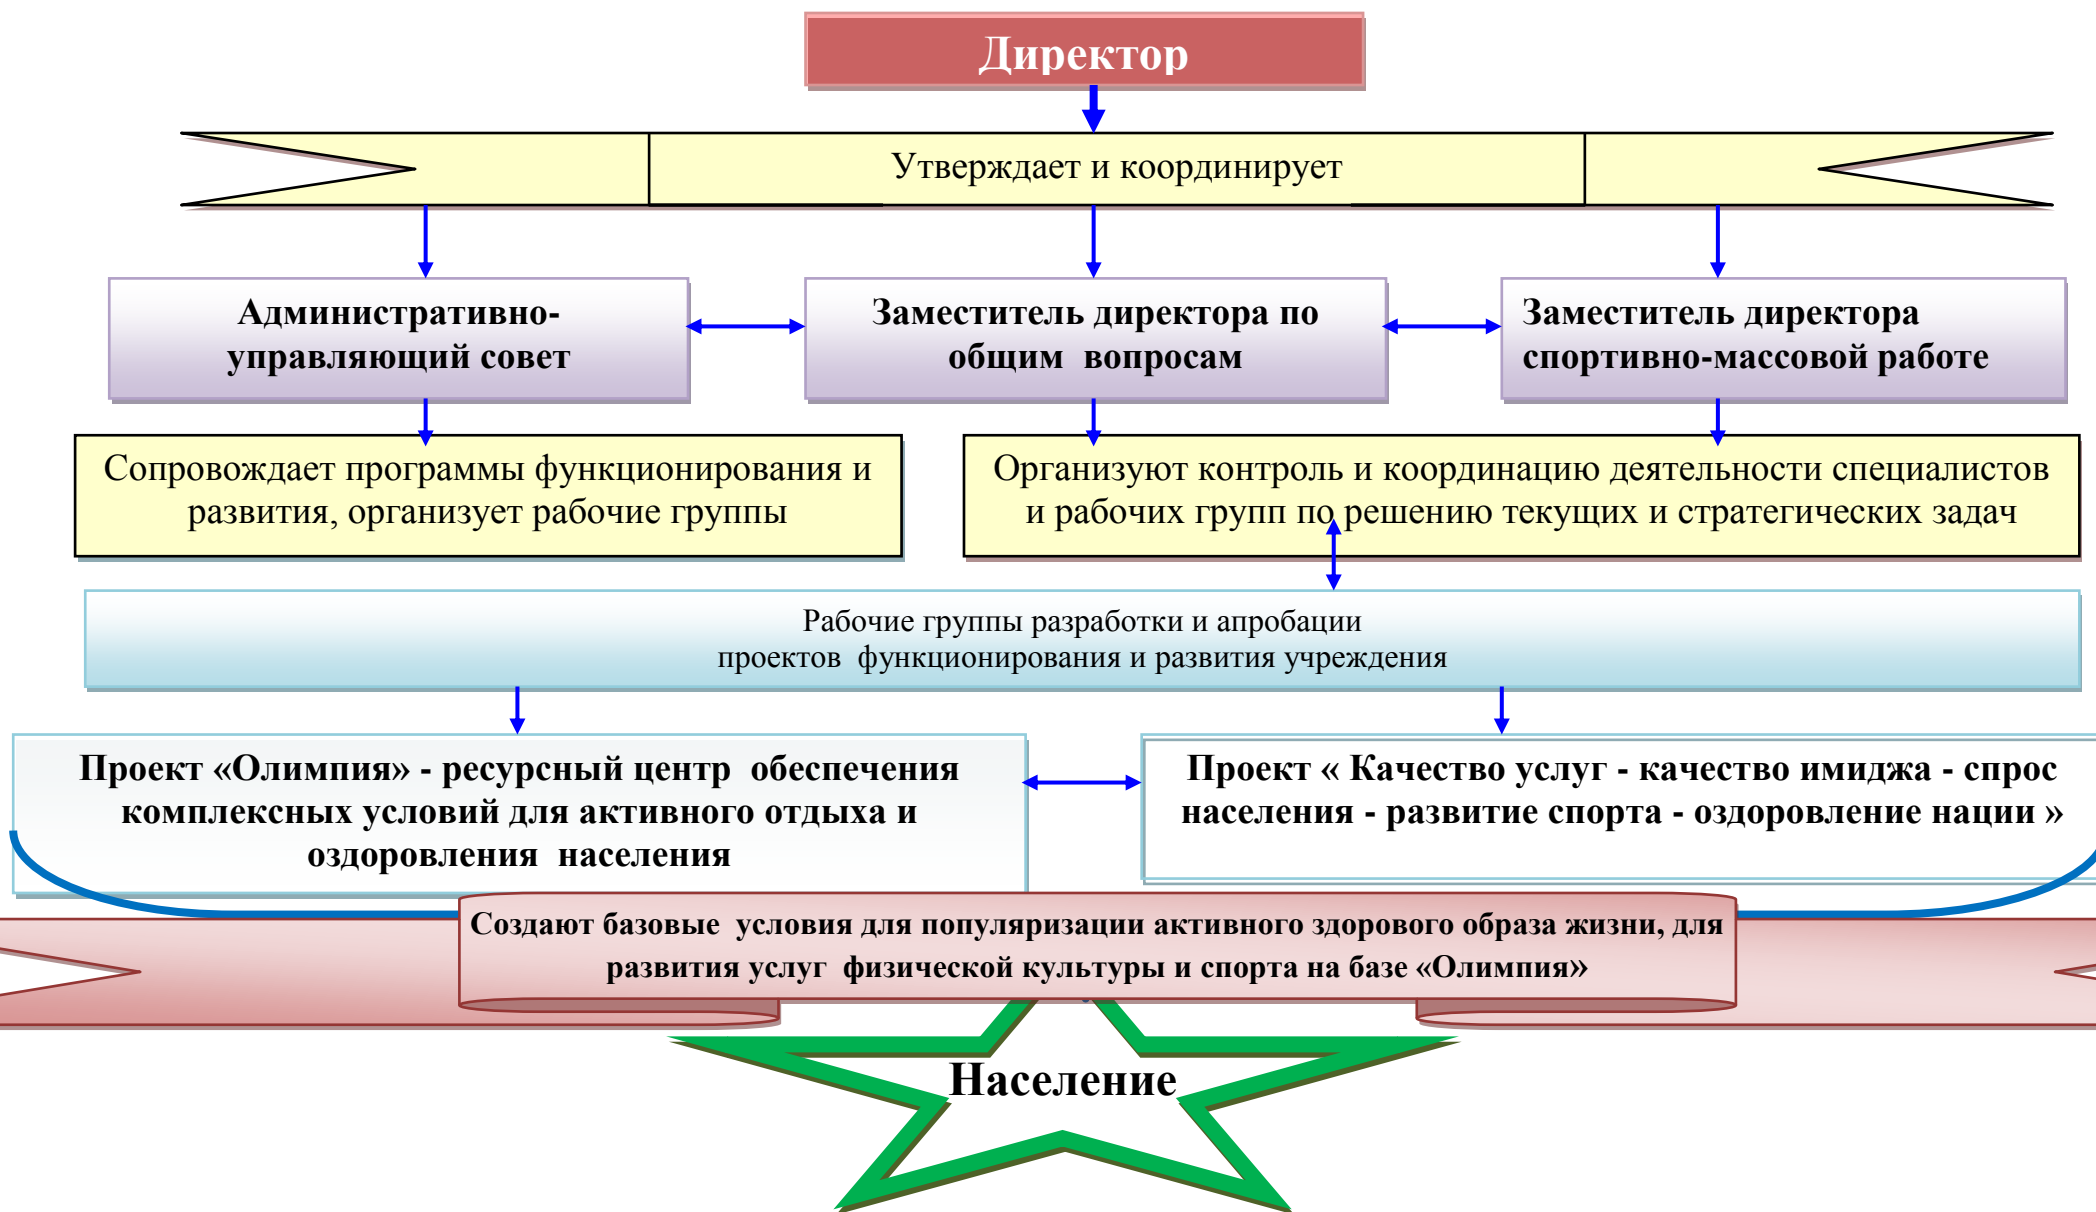 Директор
Утверждает и координирует
Административно-
управляющий совет
Заместитель директора по
общим вопросам
Заместитель директора
спортивно-массовой работе
Сопровождает программы функционирования и
развития, организует рабочие группы
Организуют контроль и координацию деятельности специалистов
и рабочих групп по решению текущих и стратегических задач
Рабочие группы разработки и апробации
проектов функционирования и развития учреждения
Проект «Олимпия» - ресурсный центр обеспечения
комплексных условий для активного отдыха и
оздоровления населения
Проект « Качество услуг - качество имиджа - спрос
населения - развитие спорта - оздоровление нации »
Создают базовые условия для популяризации активного здорового образа жизни, для
развития услуг физической культуры и спорта на базе «Олимпия»
Население